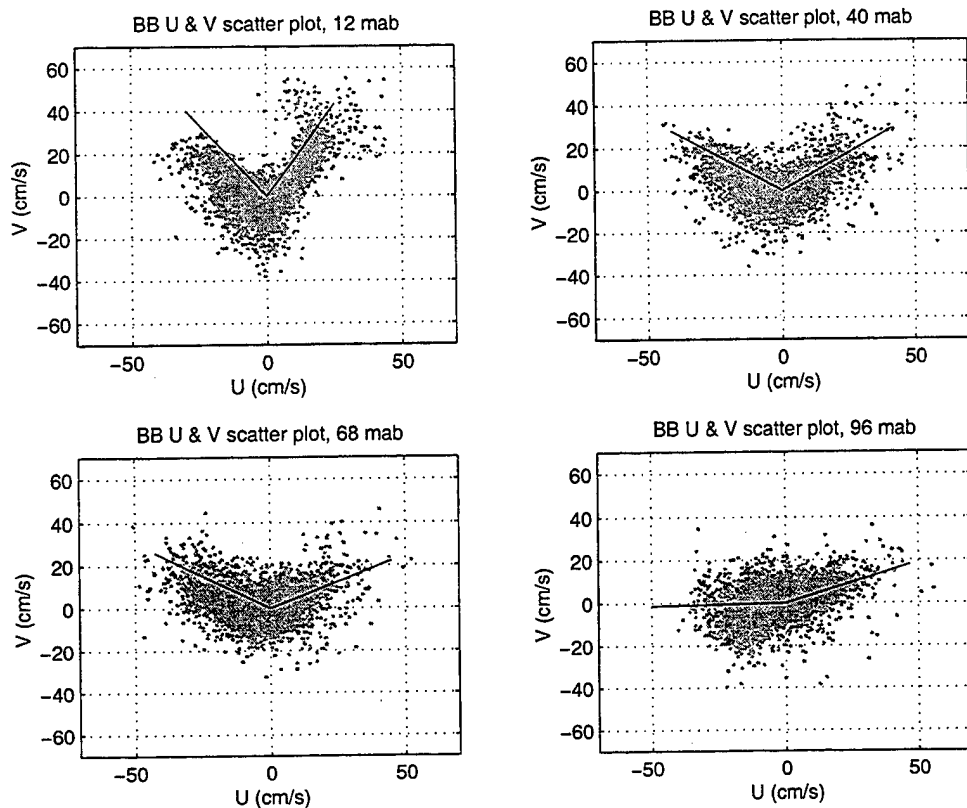 BB U & V scatter plot, 12 mab
60
40
20
0
−20
−40
−60
V (cm/s)
−50 0 50
U (cm/s)
BB U & V scatter plot, 40 mab
60
40
20
0
−20
−40
−60
V (cm/s)
−50 0 50
U (cm/s)
BB U & V scatter plot, 68 mab
60
40
20
0
−20
−40
−60
V (cm/s)
−50 0 50
U (cm/s)
BB U & V scatter plot, 96 mab
60
40
20
0
−20
−40
−60
V (cm/s)
−50 0 50
U (cm/s)